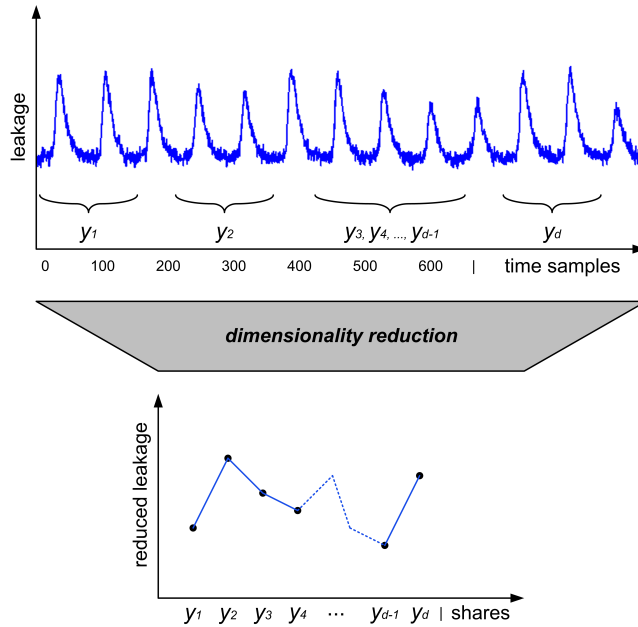 leakage
y1 y2 y3, y4, ..., yd-1 yd
0 100 200 300 400 500 600 | time samples
dimensionality reduction
reduced leakage
y1 y2 y3 y4 ... yd-1 yd | shares